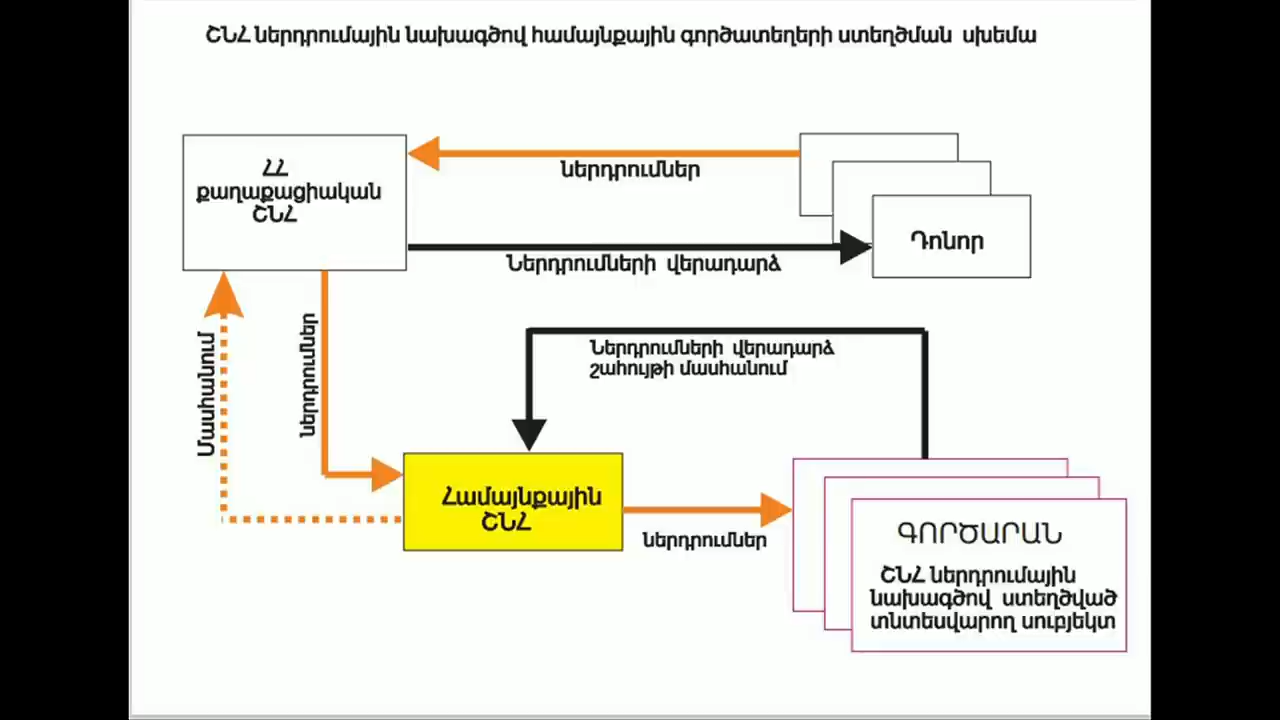 ՇՆՀ ներդրումային նախագծով համայնքային գործատեղերի ստեղծման սխեմա
ՀՀ
քաղաքացիական
ՇՆՀ
ներդրումներ
Դոնոր
Ներդրումների վերադարձ
Մասհանում
ներդրումներ
Ներդրումների վերադարձ
շահույթի մասհանում
Համայնքային
ՇՆՀ
ներդրումներ
ԳՈՐԾԱՐԱՆ
ՇՆՀ ներդրումային
նախագծով ստեղծված
տնտեսվարող սուբյեկտ